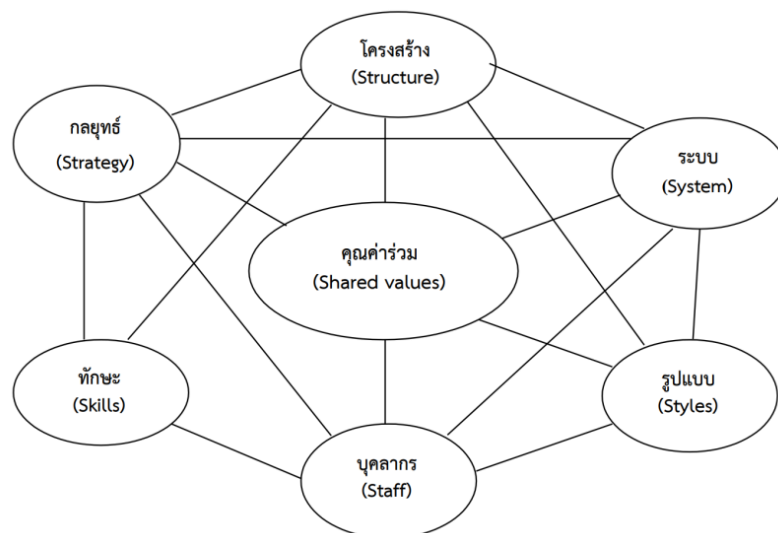 โครงสร้าง
(Structure)
กลยุทธ์
(Strategy)
ระบบ
(System)
คุณค่าร่วม
(Shared values)
ทักษะ
(Skills)
รูปแบบ
(Styles)
บุคลากร
(Staff)